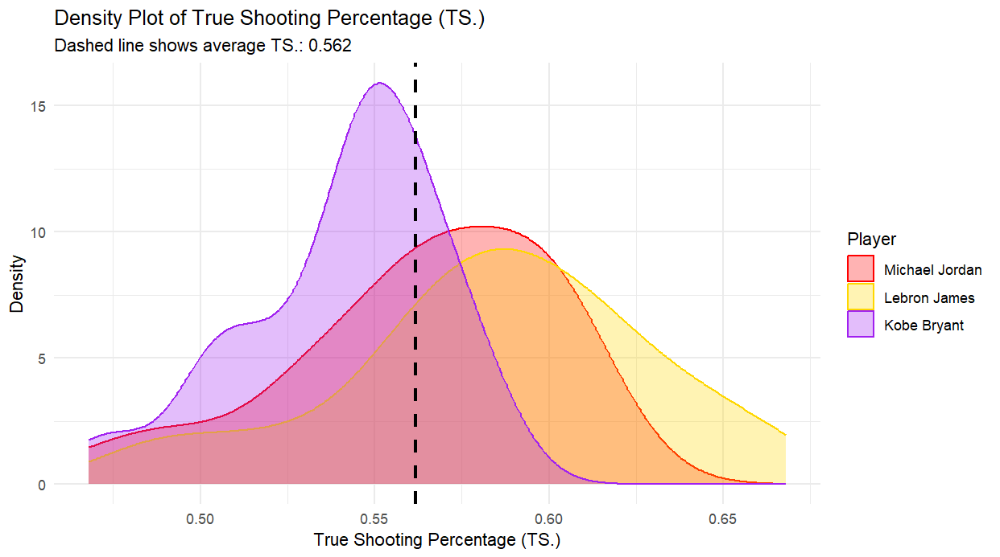 Density Plot of True Shooting Percentage (TS.)
Dashed line shows average TS.: 0.562
15
10
5
0
Density
0.50 0.55 0.60 0.65
True Shooting Percentage (TS.)
Player
Michael Jordan
Lebron James
Kobe Bryant